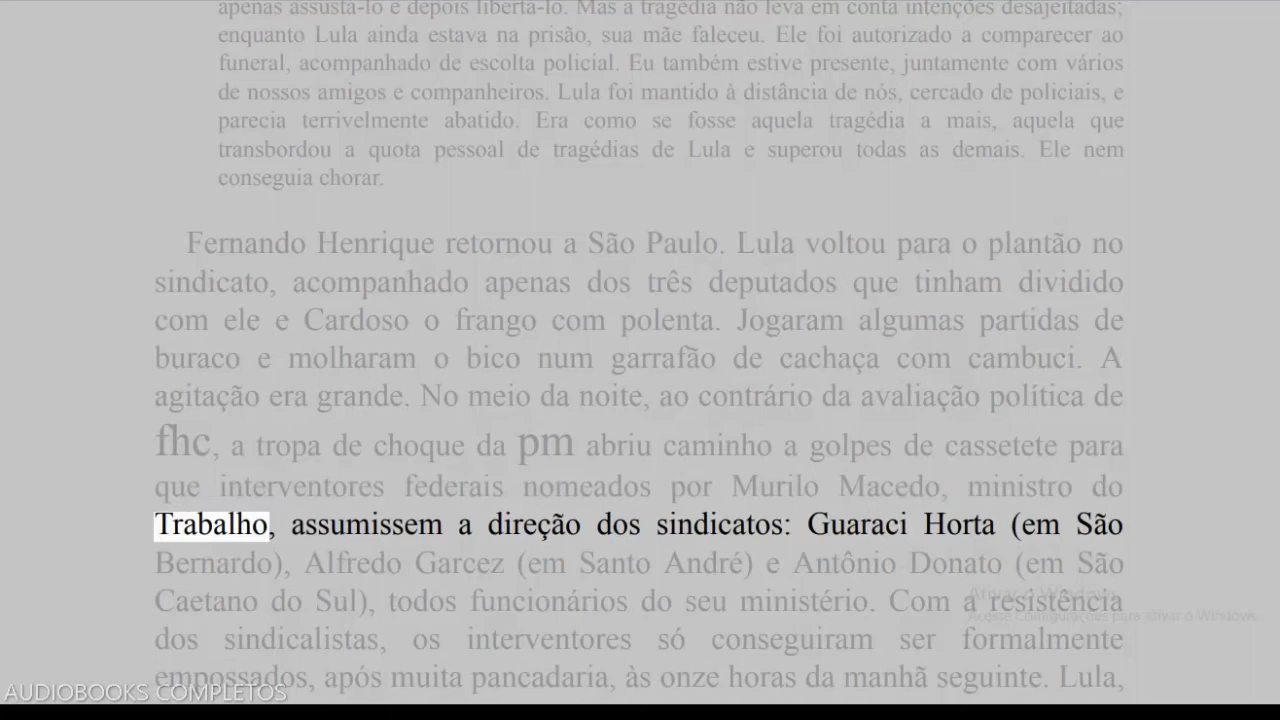 apenas assustá-lo e depois libertá-lo. Mas a tragédia não leva em conta intenções desajeitadas;
enquanto Lula ainda estava na prisão, sua mãe faleceu. Ele foi autorizado a comparecer ao
funeral, acompanhado de escolta policial. Eu também estive presente, juntamente com vários
de nossos amigos e companheiros. Lula foi mantido à distância de nós, cercado de policiais, e
parecia terrivelmente abatido. Era como se fosse aquela tragédia a mais, aquela que
transbordou a quota pessoal de tragédias de Lula e superou todas as demais. Ele nem
conseguia chorar.
Fernando Henrique retornou a São Paulo. Lula voltou para o plantão no
sindicato, acompanhado apenas dos três deputados que tinham dividido
com ele e Cardoso o frango com polenta. Jogaram algumas partidas de
buraco e molharam o bico num garrafão de cachaça com cambuci. A
agitação era grande. No meio da noite, ao contrário da avaliação política de
fhc, a tropa de choque da pm abriu caminho a golpes de cassetete para
que interventores federais nomeados por Murilo Macedo, ministro do
Trabalho, assumissem a direção dos sindicatos: Guaraci Horta (em São
Bernardo), Alfredo Garcez (em Santo André) e Antônio Donato (em São
Caetano do Sul), todos funcionários do seu ministério. Com a resistência
dos sindicalistas, os interventores só conseguiram ser formalmente
empossados, após muita pancadaria, às onze horas da manhã seguinte. Lula,
Ativar o Windows
Acesse Configurações para ativar o Windows.
AUDIOBOOKS COMPLETOS